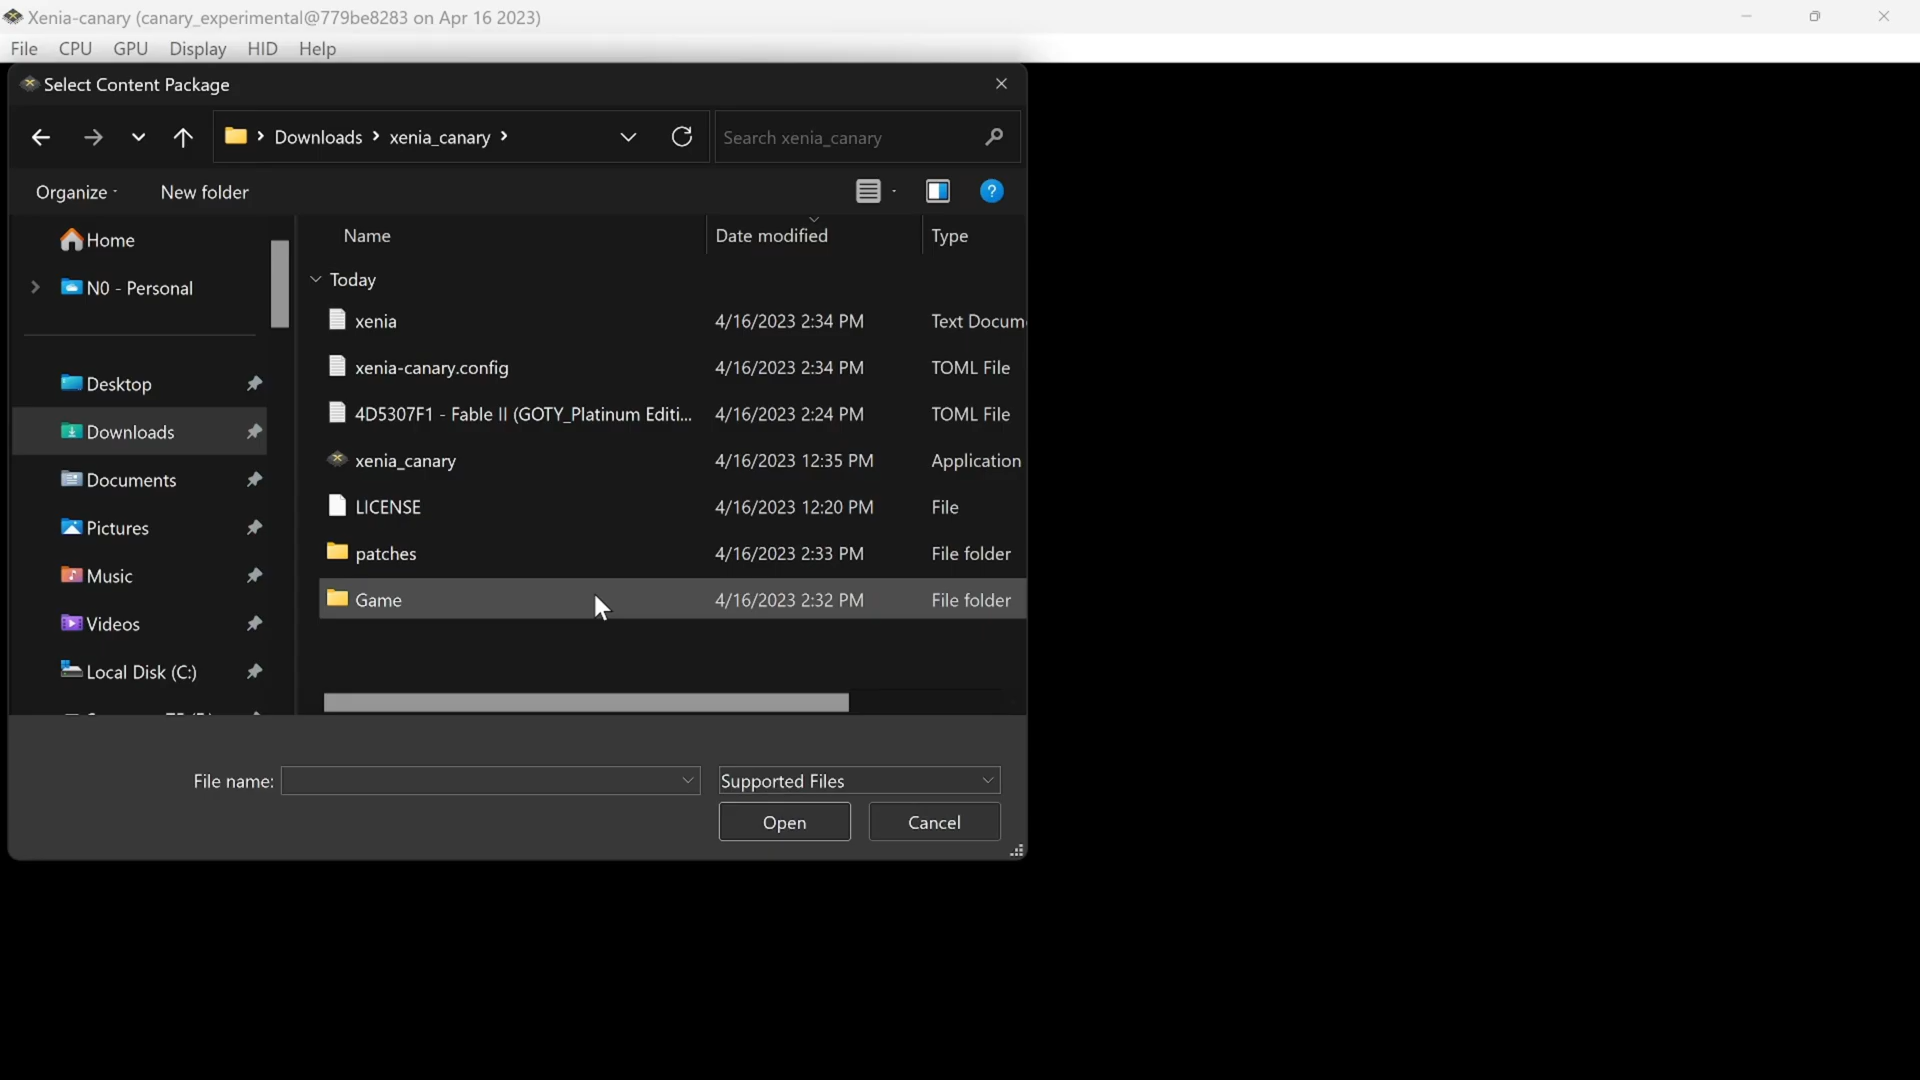 Xenia-canary (canary_experimental@779be8283 on Apr 16 2023)
File CPU GPU Display HID Help
Select Content Package
Downloads xenia_canary Search xenia_canary
Organize New folder
Name Date modified Type
Home
N0 - Personal
Desktop
Downloads
Documents
Pictures
Music
Videos
Local Disk (C:)
Today
xenia 4/16/2023 2:34 PM Text Docum
xenia-canary.config 4/16/2023 2:34 PM TOML File
4D5307F1 - Fable II (GOTY_Platinum Editi... 4/16/2023 2:24 PM TOML File
xenia_canary 4/16/2023 12:35 PM Application
LICENSE 4/16/2023 12:20 PM File
patches 4/16/2023 2:33 PM File folder
Game 4/16/2023 2:32 PM File folder
File name: Supported Files
Open Cancel